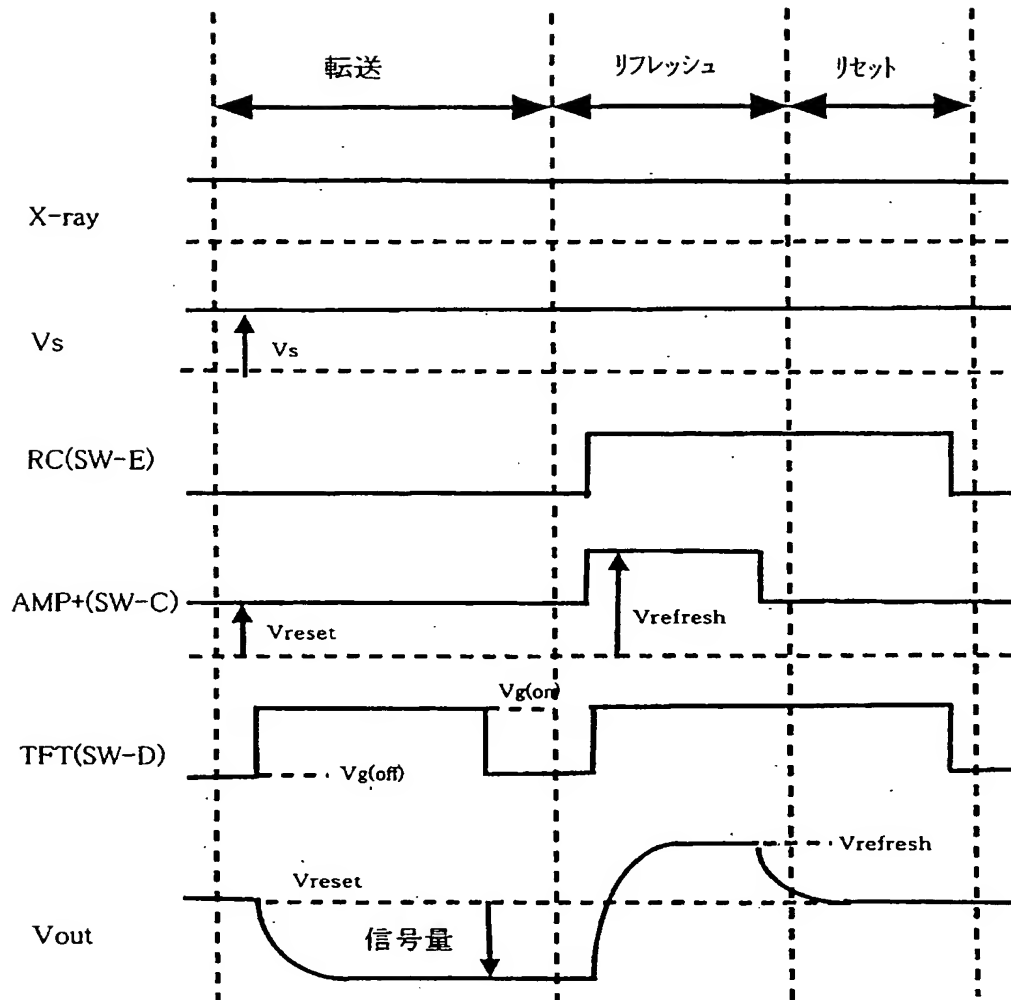 転送 リフレッシュ リセット
X-ray
Vs
Vs
RC(SW-E)
AMP+(SW-C)
Vreset
Vrefresh
Vg(on)
TFT(SW-D)
Vg(off)
Vrefresh
Vreset
Vout
信号量